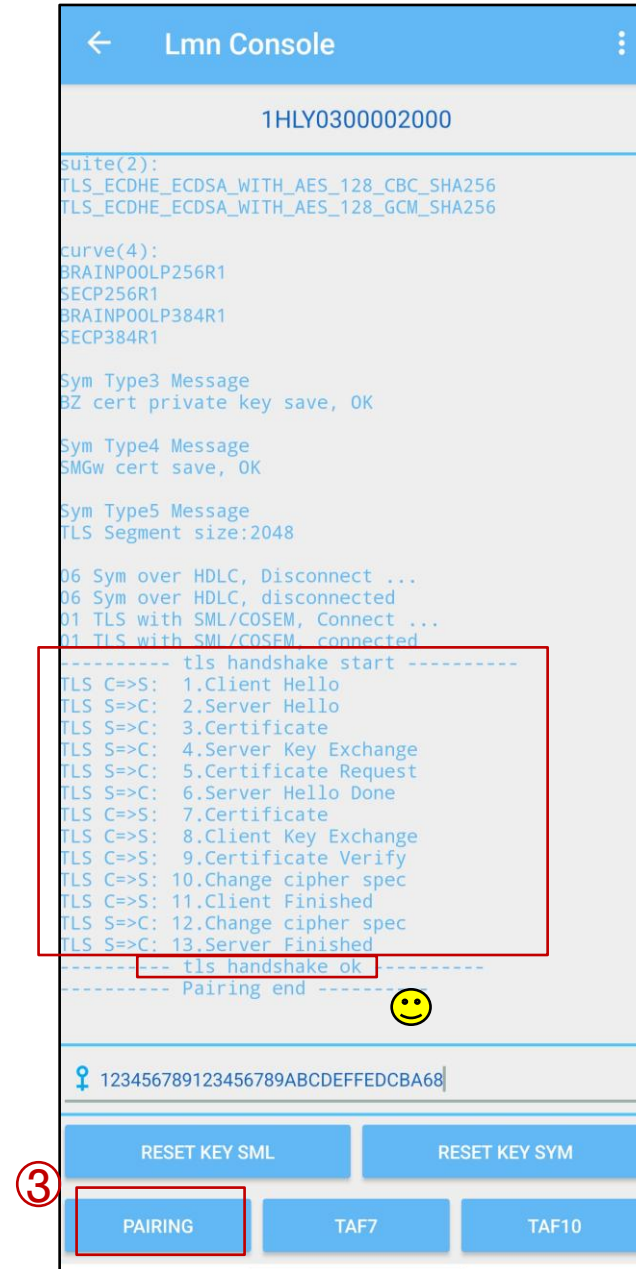 Lmn Console
1HLY0300002000
suite(2):
TLS_ECDHE_ECDSA_WITH_AES_128_CBC_SHA256
TLS_ECDHE_ECDSA_WITH_AES_128_GCM_SHA256
curve(4):
BRAINPOOLP256R1
SECP256R1
BRAINPOOLP384R1
SECP384R1
Sym Type3 Message
BZ cert private key save, OK
Sym Type4 Message
SMGw cert save, OK
Sym Type5 Message
TLS Segment size:2048
06 Sym over HDLC, Disconnect ...
06 Sym over HDLC, disconnected
01 TLS with SML/COSEM, Connect ...
01 TLS with SML/COSEM, connected
---------- tls handshake start ----------
TLS C=>S:  1.Client Hello
TLS S=>C:  2.Server Hello
TLS S=>C:  3.Certificate
TLS S=>C:  4.Server Key Exchange
TLS S=>C:  5.Certificate Request
TLS S=>C:  6.Server Hello Done
TLS S=>C:  7.Certificate
TLS C=>S:  8.Client Key Exchange
TLS C=>S:  9.Certificate Verify
TLS C=>S: 10.Change cipher spec
TLS C=>S: 11.Client Finished
TLS S=>C: 12.Change cipher spec
TLS S=>C: 13.Server Finished
---------- tls handshake ok ----------
---------- Pairing end ----------
123456789123456789ABCDEFFEDCBA68
RESET KEY SML
RESET KEY SYM
③
PAIRING
TAF7
TAF10